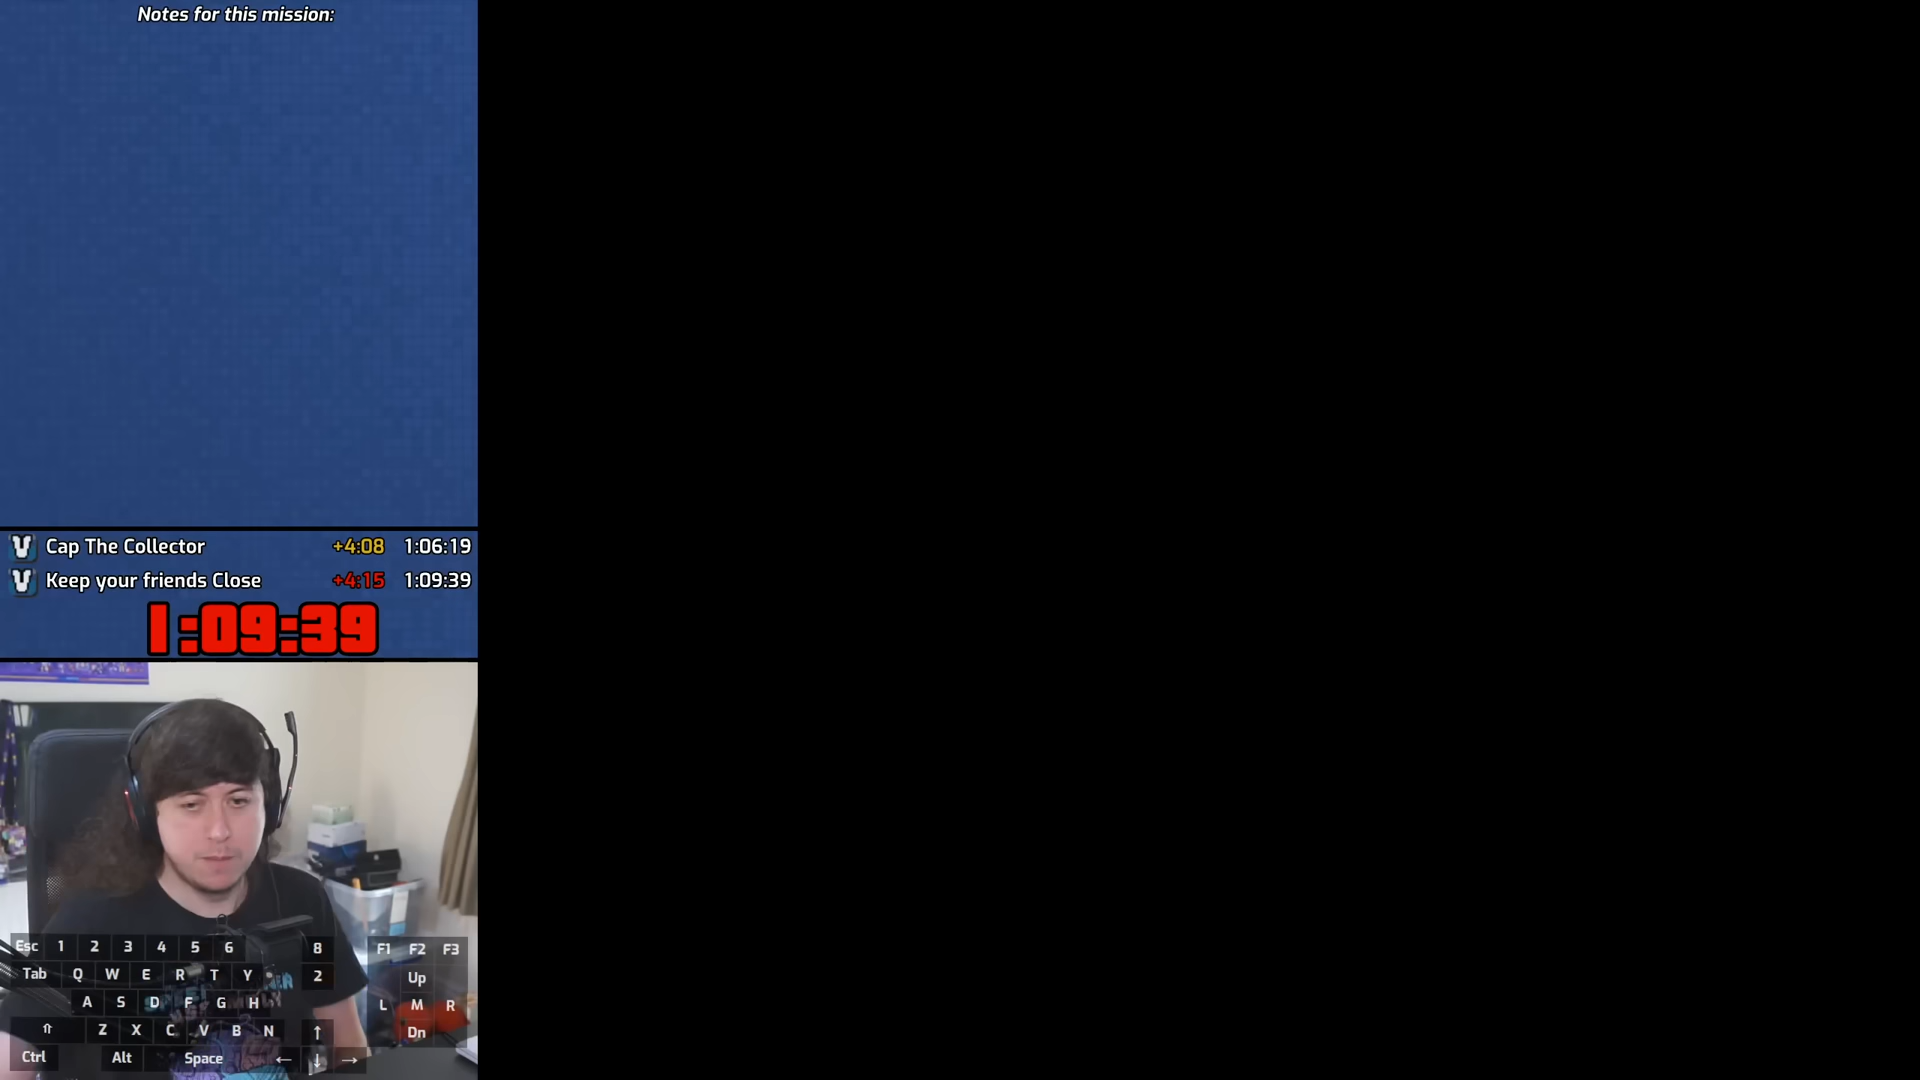 Notes for this mission:
Cap The Collector +4:08 1:06:19
Keep your friends Close +4:15 1:09:39
1:09:39
Esc 1 2 3 4 5 6 8 F1 F2 F3
Tab Q W E R T Y 2 Up
A S D F G H L M R
⇧ Z X C V B N ↑ Dn
Ctrl Alt Space ← ↓ →